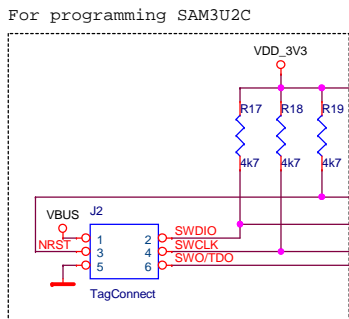 For programming SAM3U2C
VDD_3V3
R17 R18 R19
4k7 4k7 4k7
VBUS
J2
NRST
1 2 SWDIO
3 4 SWCLK
5 6 SWO/TDO
TagConnect